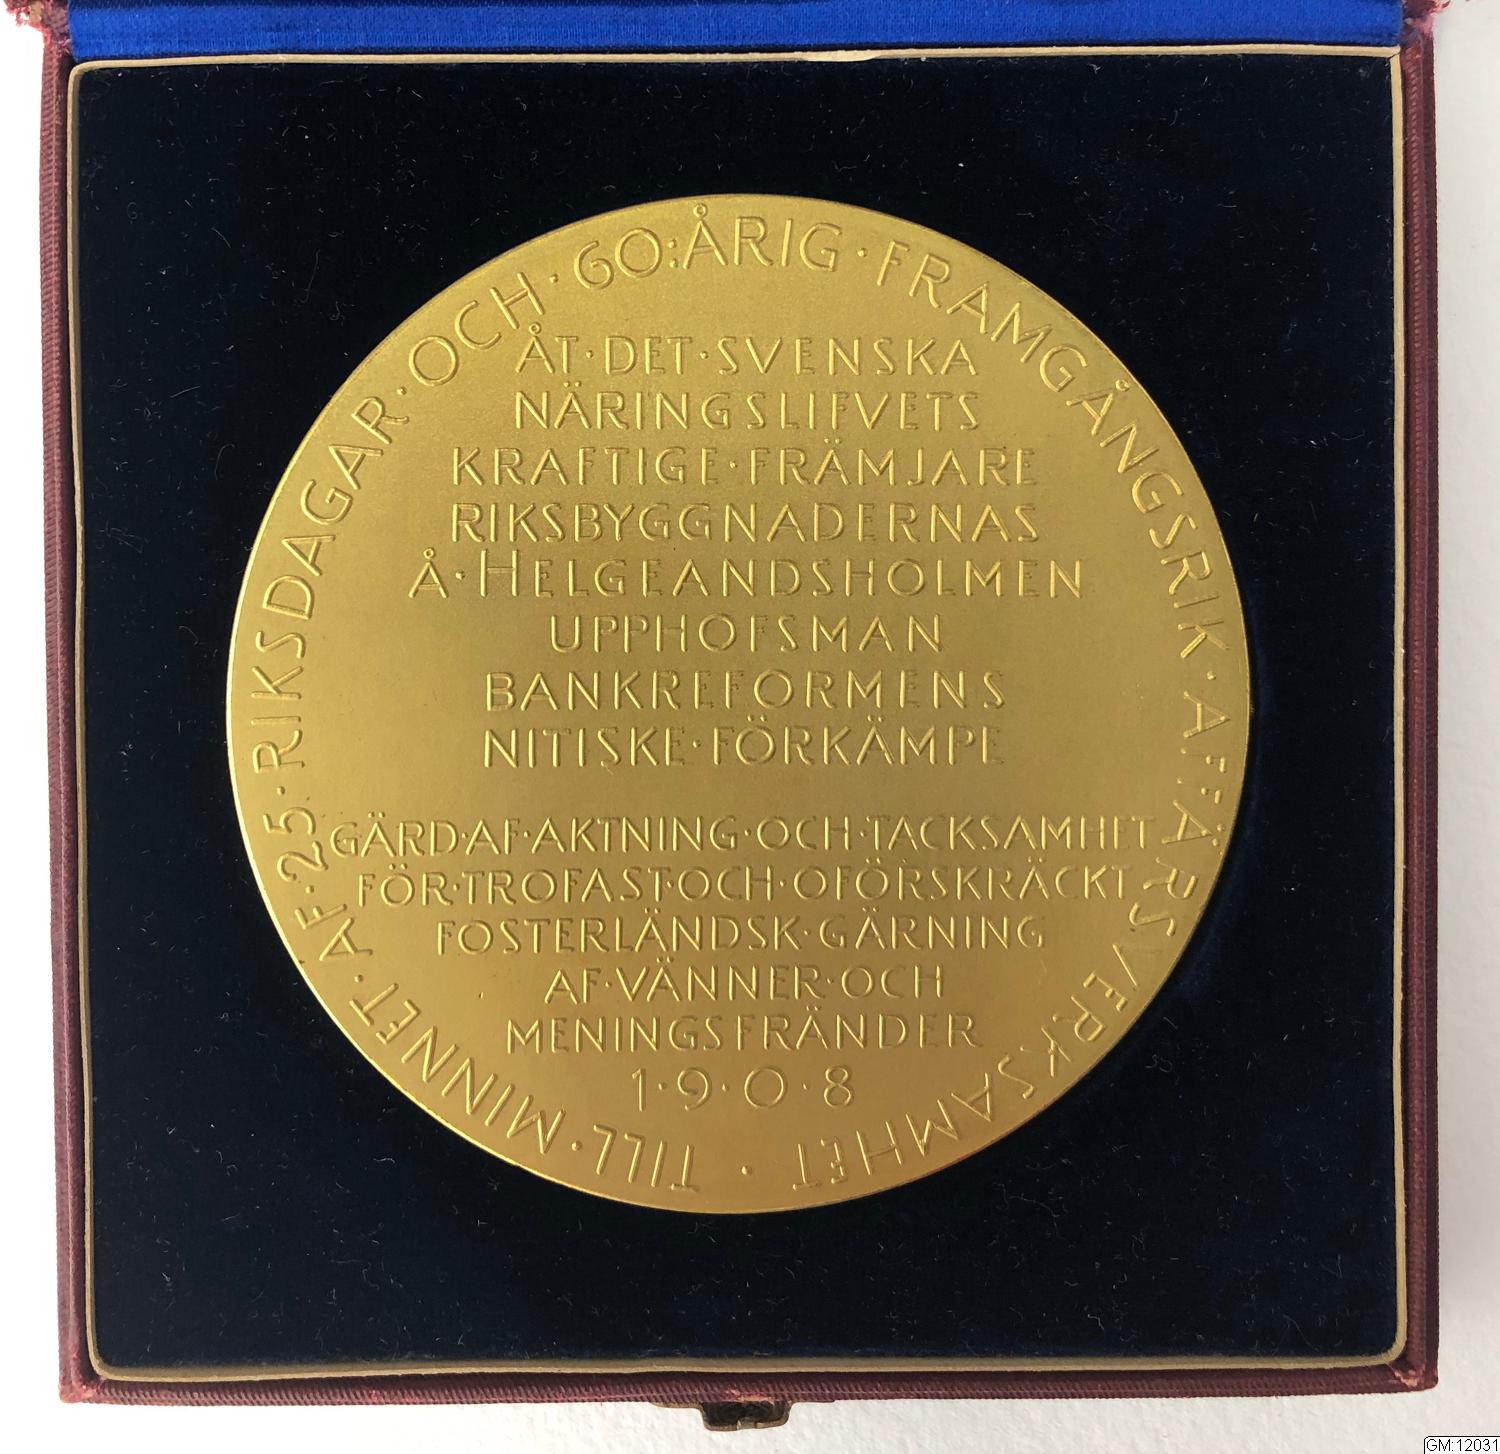 TILL · MINNET · AF · 25 · RIKSDAGAR · OCH · 60:ÅRIG · FRAMGÅNGSRIK · AFFÄRSVERKSAMHET ·
ÅT · DET · SVENSKA
NÄRINGSLIFVETS
KRAFTIGE · FRÄMJARE
RIKSBYGGNADERNAS
Å · HELGEANDSHOLMEN
UPPHOFSMAN
BANKREFORMENS
NITISKE · FÖRKÄMPE
GÄRD · AF · AKTNING · OCH · TACKSAMHET
FÖR · TROFAST · OCH · OFÖRSKRÄCKT
FOSTERLÄNDSK · GÄRNING
AF · VÄNNER · OCH
MENINGSFRÄNDER
1 · 9 · 0 · 8
GM:12031